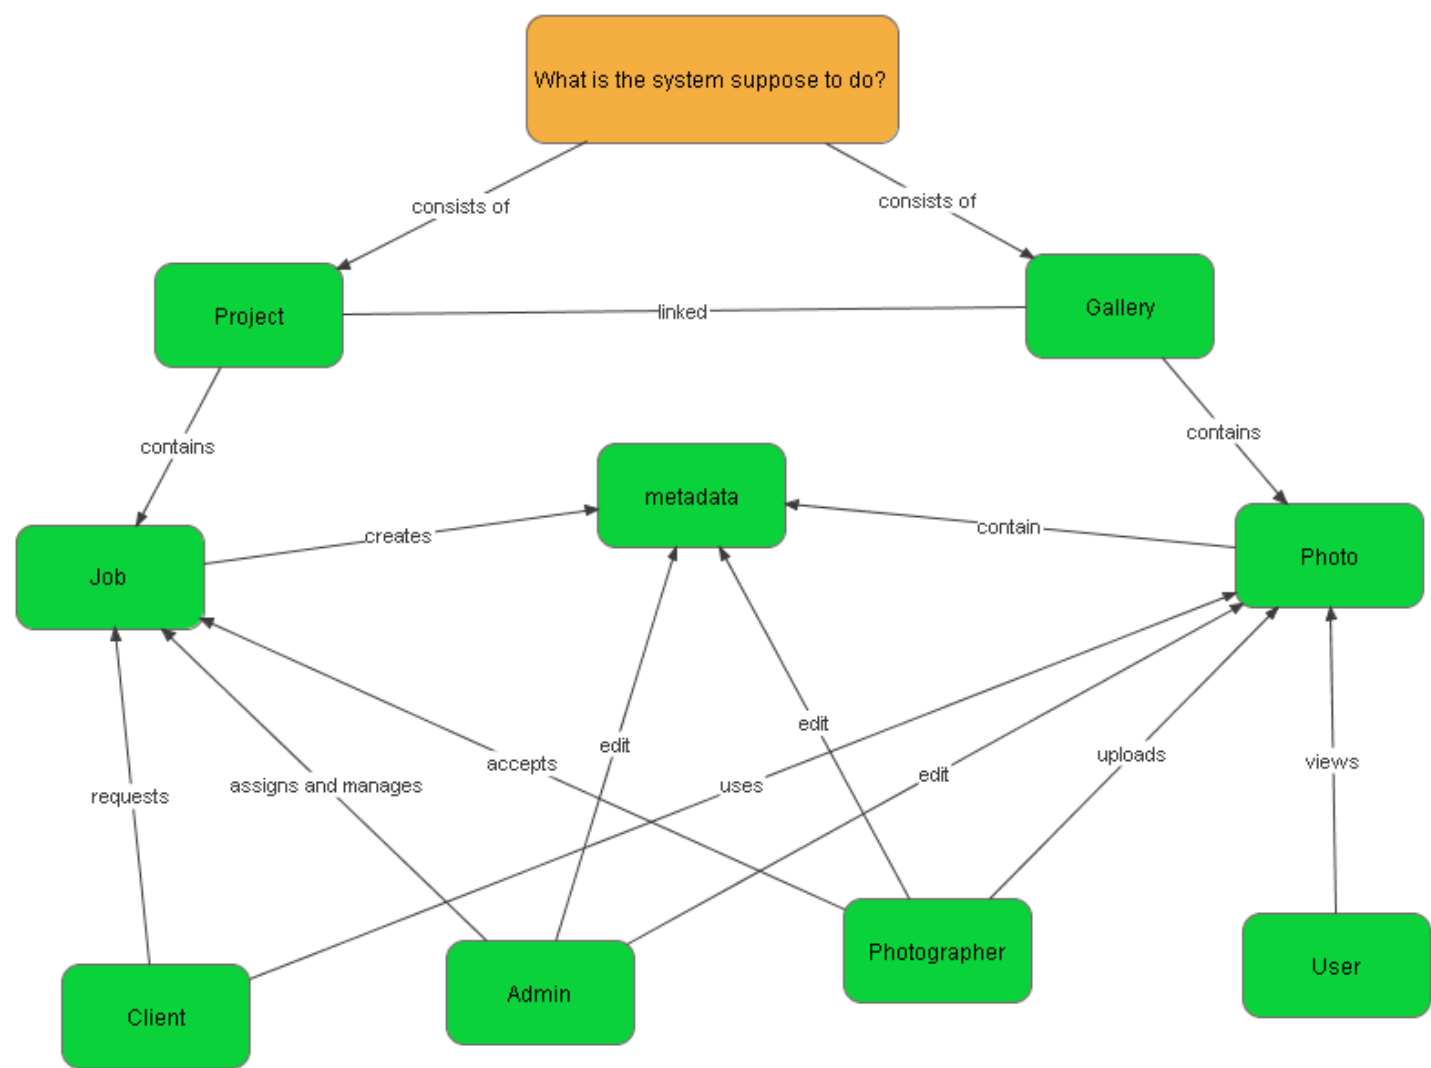 What is the system suppose to do?
consists of
consists of
Project
linked
Gallery
contains
contains
metadata
Job
creates
contain
Photo
requests
assigns and manages
accepts
edit
uses
edit
edit
uploads
views
Client
Admin
Photographer
User